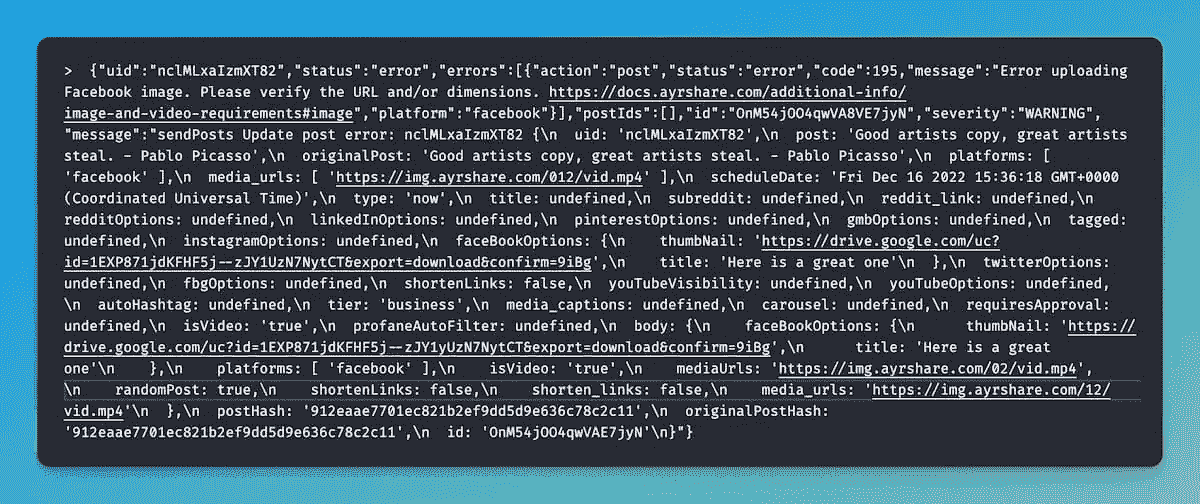 > {"uid":"nclMLxaIzmXT82","status":"error","errors":[{"action":"post","status":"error","code":195,"message":"Error uploading
Facebook image. Please verify the URL and/or dimensions. https://docs.ayrshare.com/additional-info/
image-and-video-requirements#image","platform":"facebook"}],"postIds":[],"id":"OnM54jOO4qwVA8VE7jyN","severity":"WARNING",
"message":"sendPosts Update post error: nclMLxaIzmXT82 {\n  uid: 'nclMLxaIzmXT82',\n  post: 'Good artists copy, great artists
steal. – Pablo Picasso',\n  originalPost: 'Good artists copy, great artists steal. – Pablo Picasso',\n  platforms: [
'facebook' ],\n  media_urls: [ 'https://img.ayrshare.com/012/vid.mp4' ],\n  scheduleDate: 'Fri Dec 16 2022 15:36:18 GMT+0000
(Coordinated Universal Time)',\n  type: 'now',\n  title: undefined,\n  subreddit: undefined,\n  reddit_link: undefined,\n
redditOptions: undefined,\n  linkedInOptions: undefined,\n  pinterestOptions: undefined,\n  gmbOptions: undefined,\n  tagged:
undefined,\n  instagramOptions: undefined,\n  faceBookOptions: {\n    thumbNail: 'https://drive.google.com/uc?
id=1EXP871jdKFHF5j--zJY1UzN7NytCT&export=download&confirm=9iBg',\n    title: 'Here is a great one'\n  },\n  twitterOptions:
undefined,\n  fbgOptions: undefined,\n  shortenLinks: false,\n  youTubeVisibility: undefined,\n  youTubeOptions: undefined,
\n  autoHashtag: undefined,\n  tier: 'business',\n  media_captions: undefined,\n  carousel: undefined,\n  requiresApproval:
undefined,\n  isVideo: 'true',\n  profaneAutoFilter: undefined,\n  body: {\n    faceBookOptions: {\n      thumbNail: 'https://
drive.google.com/uc?id=1EXP871jdKFHF5j--zJY1yUzN7NytCT&export=download&confirm=9iBg',\n      title: 'Here is a great
one'\n    },\n    platforms: [ 'facebook' ],\n    isVideo: 'true',\n    mediaUrls: 'https://img.ayrshare.com/02/vid.mp4',
\n    randomPost: true,\n    shortenLinks: false,\n    shorten_links: false,\n    media_urls: 'https://img.ayrshare.com/12/
vid.mp4'\n  },\n  postHash: '912eaae7701ec821b2ef9dd5d9e636c78c2c11',\n  originalPostHash:
'912eaae7701ec821b2ef9dd5d9e636c78c2c11',\n  id: 'OnM54jOO4qwVAE7jyN'\n}"}